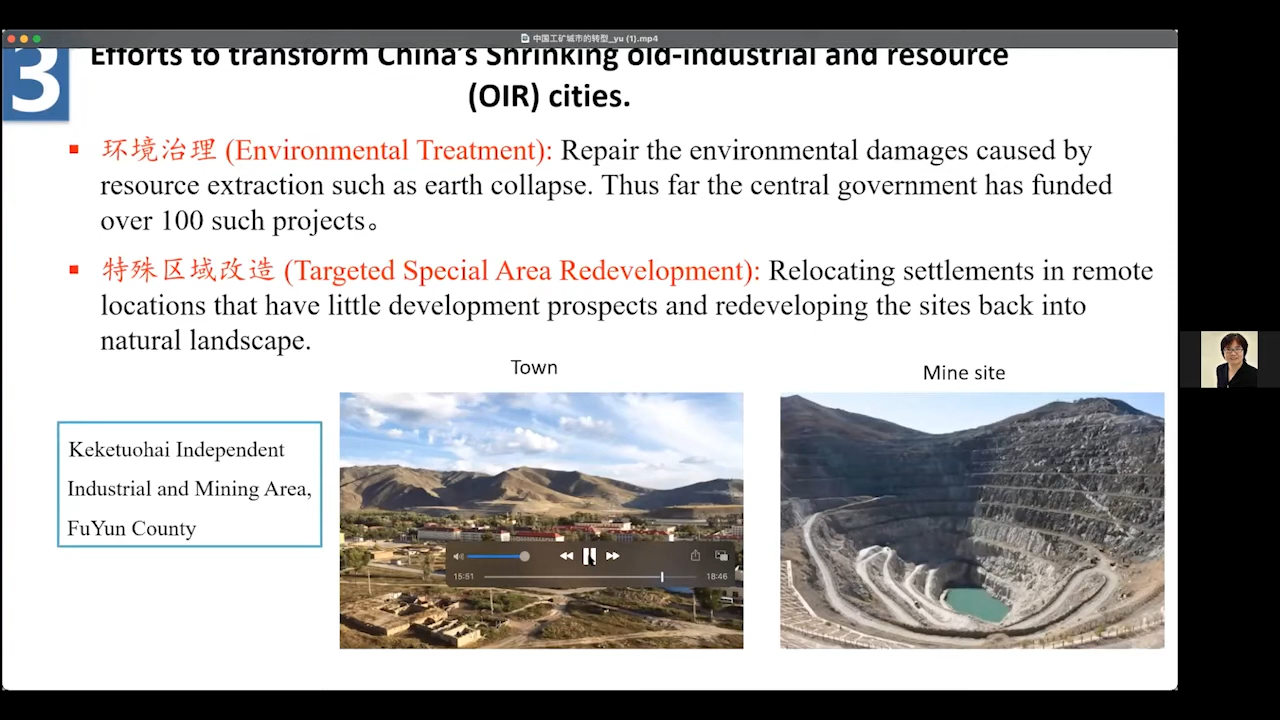 中国工矿城市的转型_yu (1).mp4
3
Efforts to transform China's Shrinking old-industrial and resource
(OIR) cities.
▪ 环境治理 (Environmental Treatment): Repair the environmental damages caused by
resource extraction such as earth collapse. Thus far the central government has funded
over 100 such projects。
▪ 特殊区域改造 (Targeted Special Area Redevelopment): Relocating settlements in remote
locations that have little development prospects and redeveloping the sites back into
natural landscape.
Town
Mine site
Keketuohai Independent
Industrial and Mining Area,
FuYun County
15:51
18:46